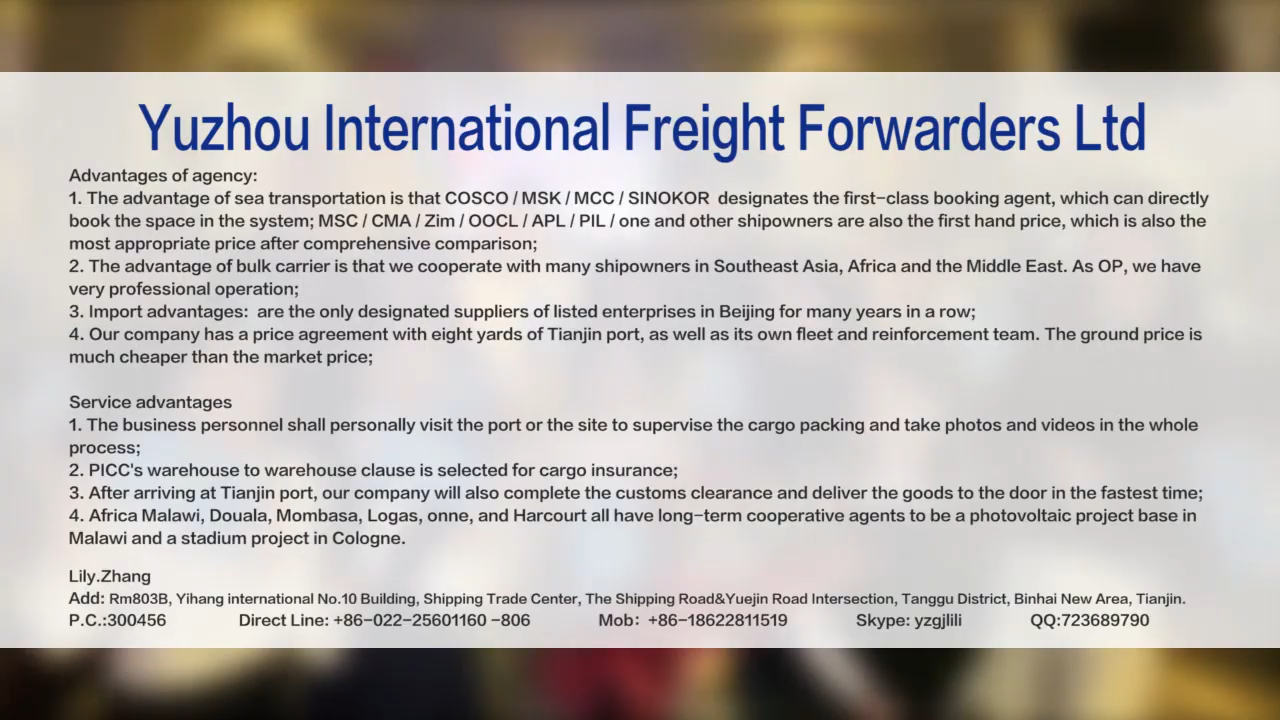 Yuzhou International Freight Forwarders Ltd
Advantages of agency:
1. The advantage of sea transportation is that COSCO / MSK / MCC / SINOKOR designates the first-class booking agent, which can directly
book the space in the system; MSC / CMA / Zim / OOCL / APL / PIL / one and other shipowners are also the first hand price, which is also the
most appropriate price after comprehensive comparison;
2. The advantage of bulk carrier is that we cooperate with many shipowners in Southeast Asia, Africa and the Middle East. As OP, we have
very professional operation;
3. Import advantages: are the only designated suppliers of listed enterprises in Beijing for many years in a row;
4. Our company has a price agreement with eight yards of Tianjin port, as well as its own fleet and reinforcement team. The ground price is
much cheaper than the market price;
Service advantages
1. The business personnel shall personally visit the port or the site to supervise the cargo packing and take photos and videos in the whole
process;
2. PICC's warehouse to warehouse clause is selected for cargo insurance;
3. After arriving at Tianjin port, our company will also complete the customs clearance and deliver the goods to the door in the fastest time;
4. Africa Malawi, Douala, Mombasa, Logas, onne, and Harcourt all have long-term cooperative agents to be a photovoltaic project base in
Malawi and a stadium project in Cologne.
Lily.Zhang
Add: Rm803B, Yihang international No.10 Building, Shipping Trade Center, The Shipping Road&Yuejin Road Intersection, Tanggu District, Binhai New Area, Tianjin.
P.C.:300456 Direct Line: +86-022-25601160 -806 Mob: +86-18622811519 Skype: yzgjlili QQ:723689790